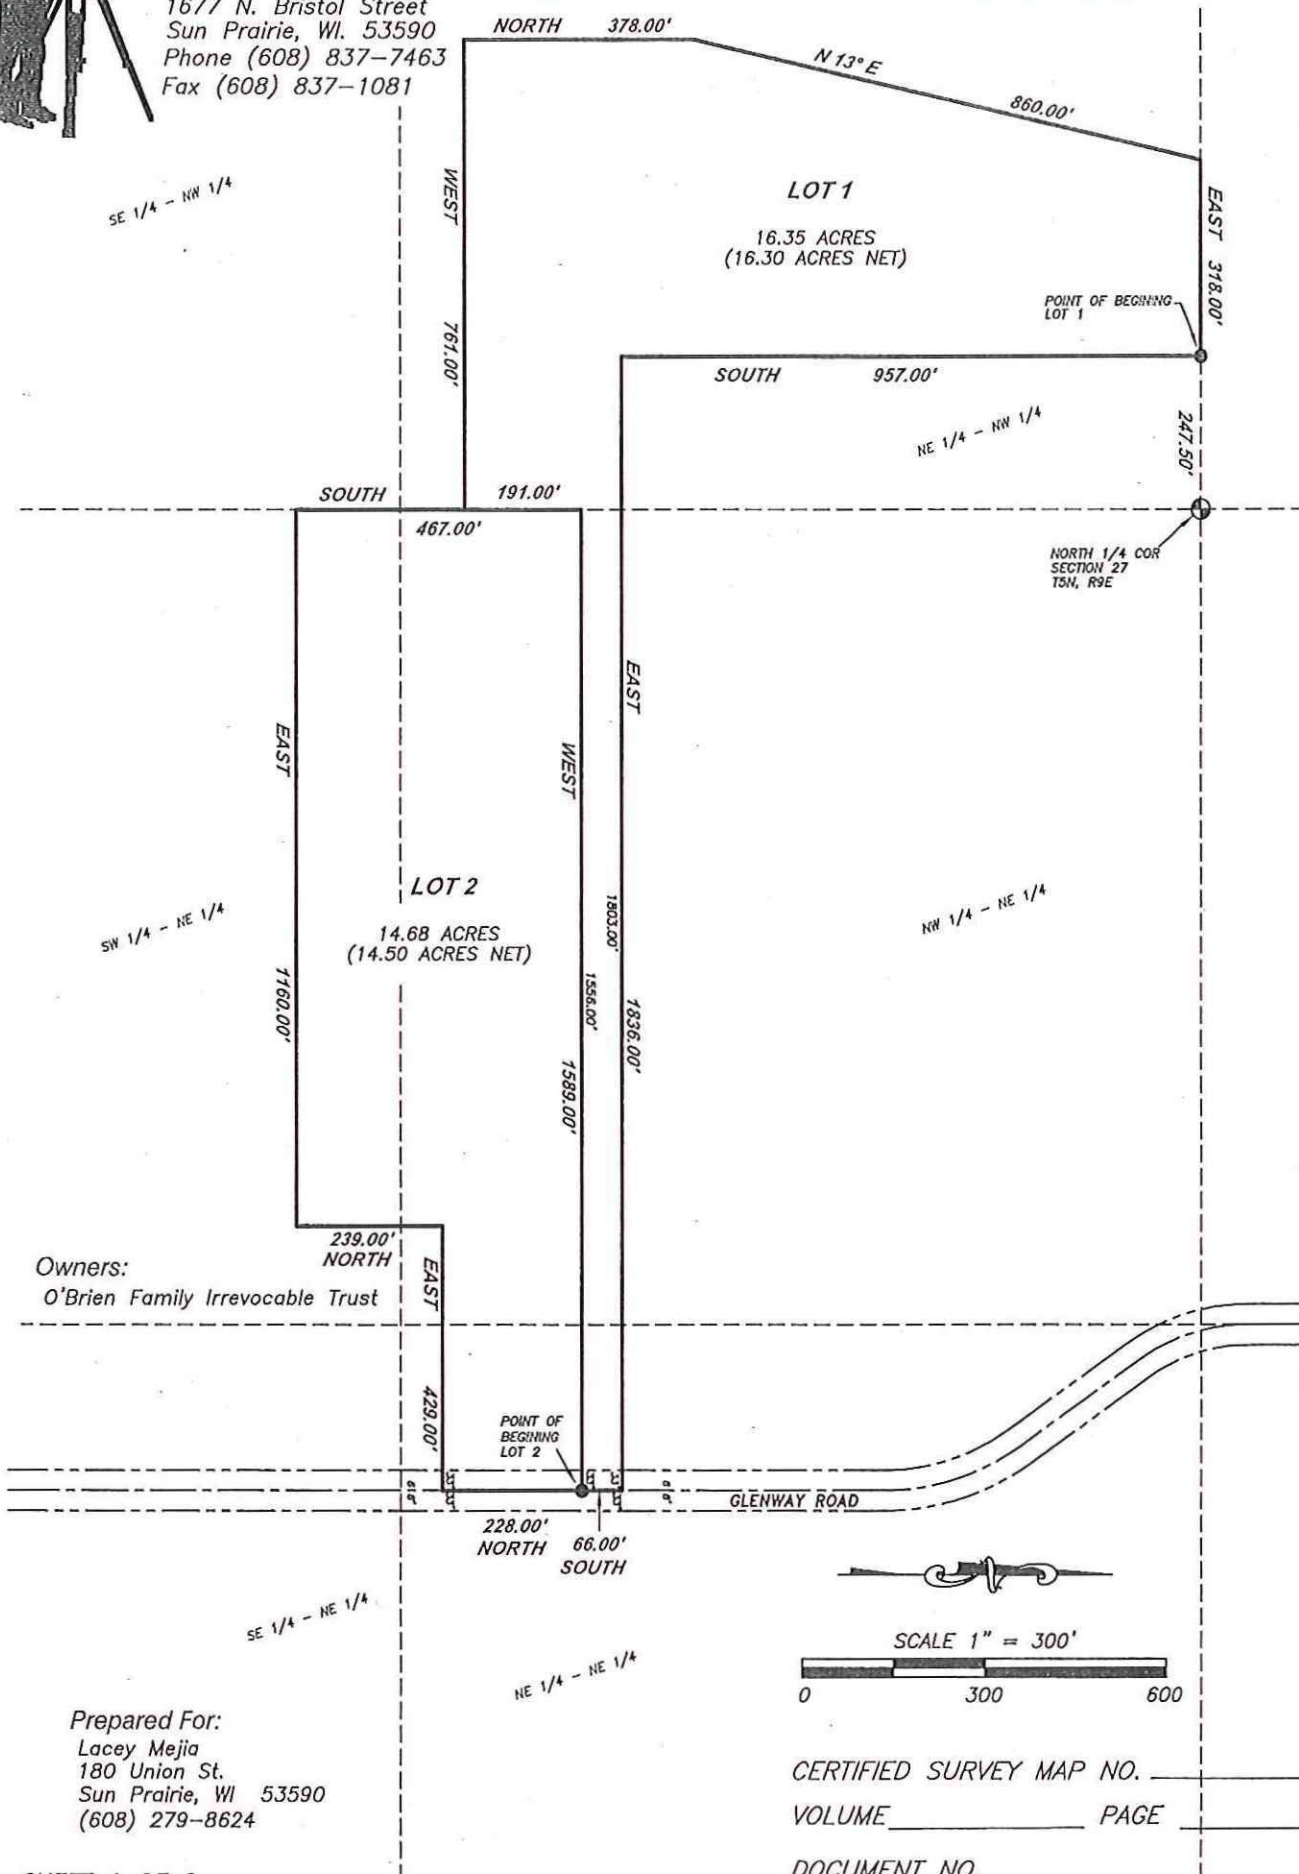 1677 N. Bristol Street
Sun Prairie, WI. 53590
Phone (608) 837-7463
Fax (608) 837-1081
NORTH 378.00'
N 13° E
860.00'
WEST
761.00'
SE 1/4 - NW 1/4
LOT 1
16.35 ACRES
(16.30 ACRES NET)
EAST 318.00'
POINT OF BEGINING
LOT 1
SOUTH 957.00'
NE 1/4 - NW 1/4
247.50'
SOUTH 191.00'
467.00'
NORTH 1/4 COR
SECTION 27
T5N, R9E
EAST
EAST
WEST
LOT 2
14.68 ACRES
(14.50 ACRES NET)
SW 1/4 - NE 1/4
NW 1/4 - NE 1/4
1160.00'
1803.00'
1556.00'
1836.00'
1589.00'
239.00'
NORTH
EAST
429.00'
Owners:
O'Brien Family Irrevocable Trust
POINT OF
BEGINING
LOT 2
GLENWAY ROAD
228.00'
NORTH
66.00'
SOUTH
SE 1/4 - NE 1/4
NE 1/4 - NE 1/4
SCALE 1" = 300'
0 300 600
Prepared For:
Lacey Mejia
180 Union St.
Sun Prairie, WI 53590
(608) 279-8624
CERTIFIED SURVEY MAP NO.
VOLUME PAGE
DOCUMENT NO.